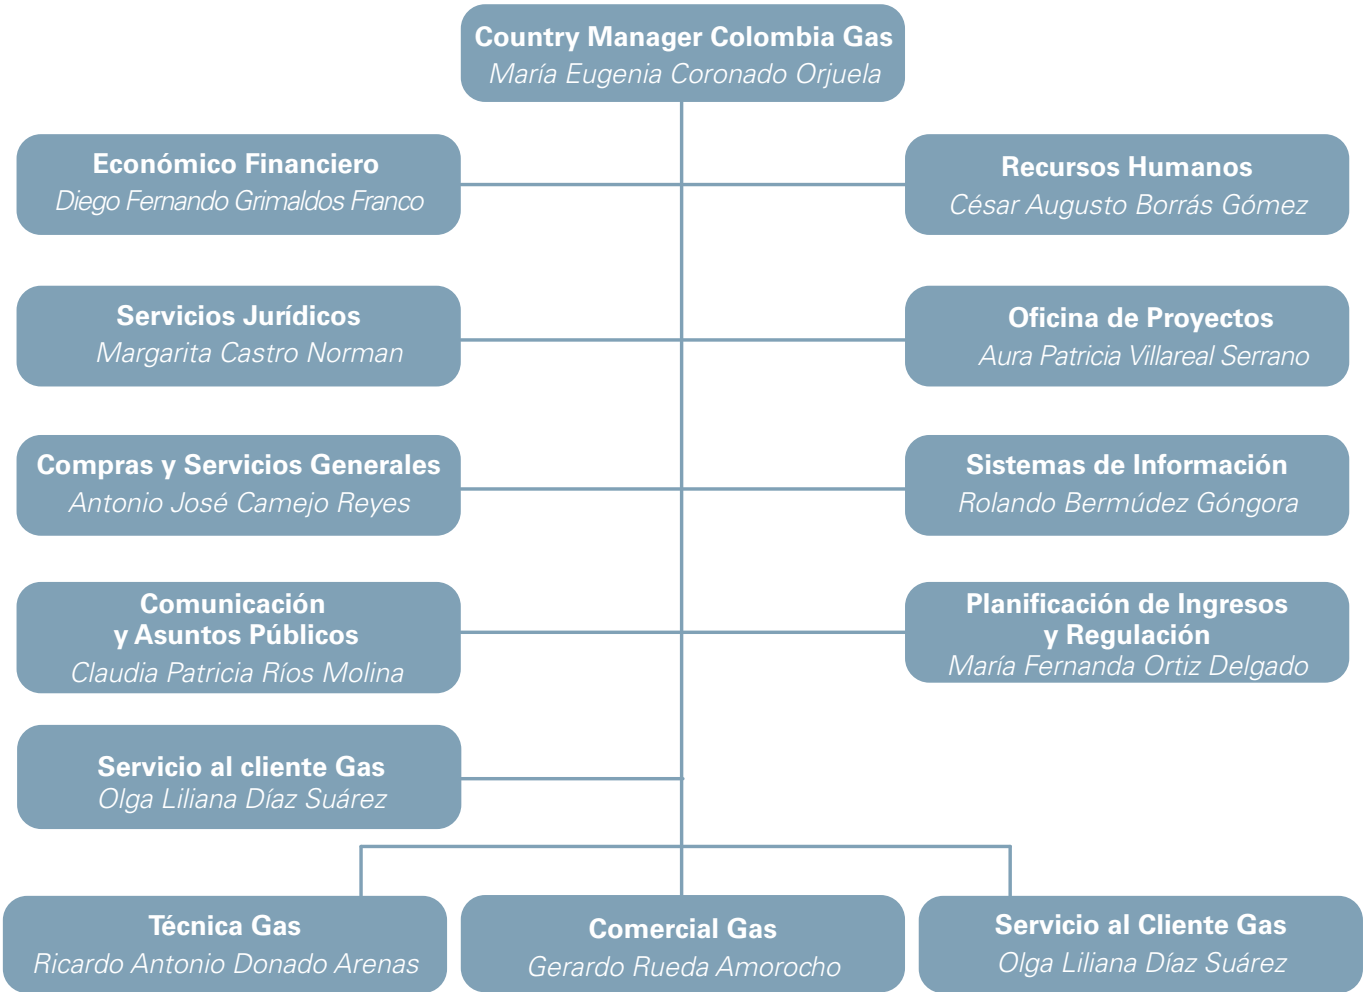 Country Manager Colombia Gas
María Eugenia Coronado Orjuela
Económico Financiero
Diego Fernando Grimaldos Franco
Recursos Humanos
César Augusto Borrás Gómez
Servicios Jurídicos
Margarita Castro Norman
Oficina de Proyectos
Aura Patricia Villareal Serrano
Compras y Servicios Generales
Antonio José Camejo Reyes
Sistemas de Información
Rolando Bermúdez Góngora
Comunicación
y Asuntos Públicos
Claudia Patricia Ríos Molina
Planificación de Ingresos
y Regulación
María Fernanda Ortiz Delgado
Servicio al cliente Gas
Olga Liliana Díaz Suárez
Técnica Gas
Ricardo Antonio Donado Arenas
Comercial Gas
Gerardo Rueda Amorocho
Servicio al Cliente Gas
Olga Liliana Díaz Suárez